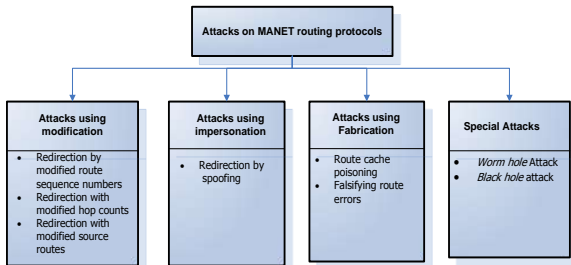 Attacks on MANET routing protocols
Attacks using
modification
• Redirection by
modified route
sequence numbers
• Redirection with
modified hop counts
• Redirection with
modified source
routes
Attacks using
impersonation
• Redirection by
spoofing
Attacks using
Fabrication
• Route cache
poisoning
• Falsifying route
errors
Special Attacks
• Worm hole Attack
• Black hole attack